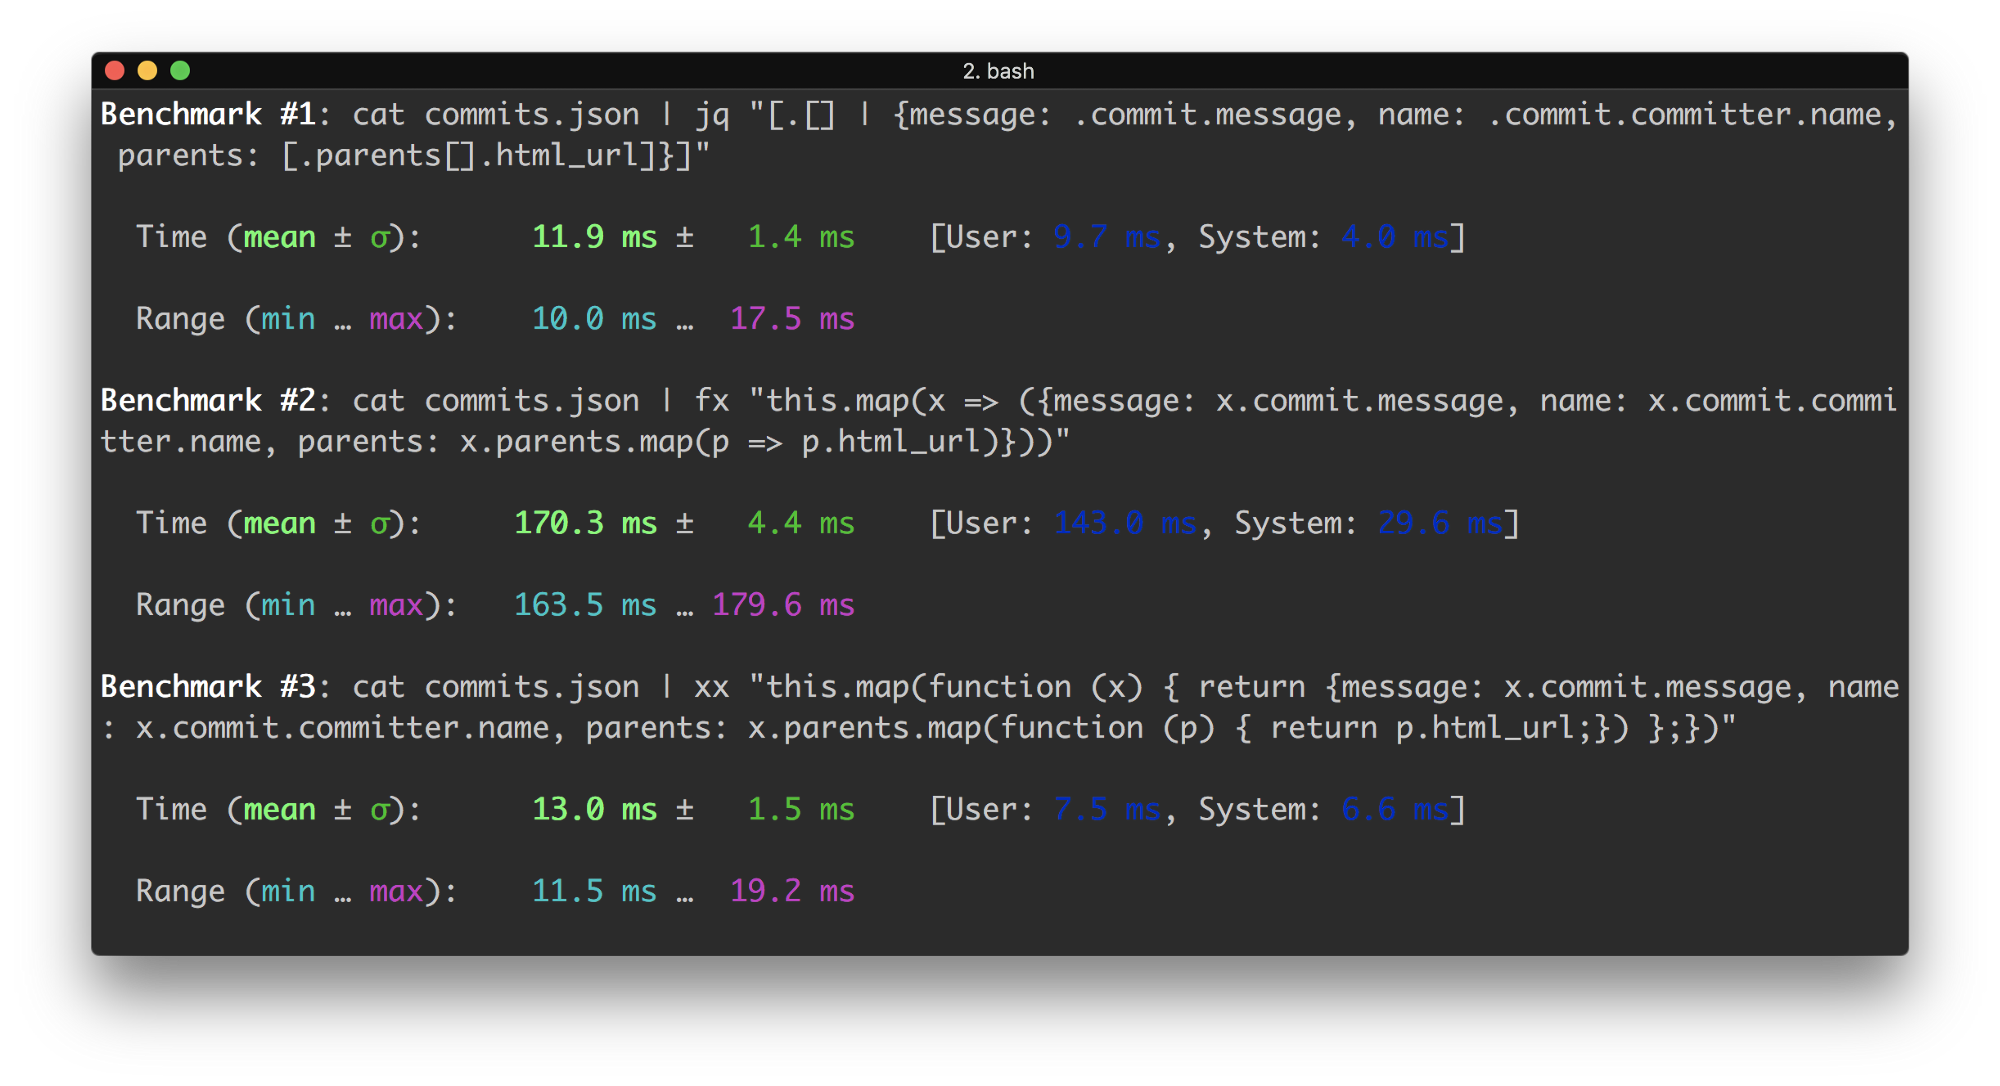 2. bash
Benchmark #1: cat commits.json | jq "[.[] | {message: .commit.message, name: .commit.committer.name,
 parents: [.parents[].html_url]}]"
  Time (mean ± σ):      11.9 ms ±   1.4 ms    [User: 9.7 ms, System: 4.0 ms]
  Range (min … max):    10.0 ms …  17.5 ms
Benchmark #2: cat commits.json | fx "this.map(x => ({message: x.commit.message, name: x.commit.commi
tter.name, parents: x.parents.map(p => p.html_url)}))"
  Time (mean ± σ):     170.3 ms ±   4.4 ms    [User: 143.0 ms, System: 29.6 ms]
  Range (min … max):   163.5 ms … 179.6 ms
Benchmark #3: cat commits.json | xx "this.map(function (x) { return {message: x.commit.message, name
: x.commit.committer.name, parents: x.parents.map(function (p) { return p.html_url;}) };})"
  Time (mean ± σ):      13.0 ms ±   1.5 ms    [User: 7.5 ms, System: 6.6 ms]
  Range (min … max):    11.5 ms …  19.2 ms